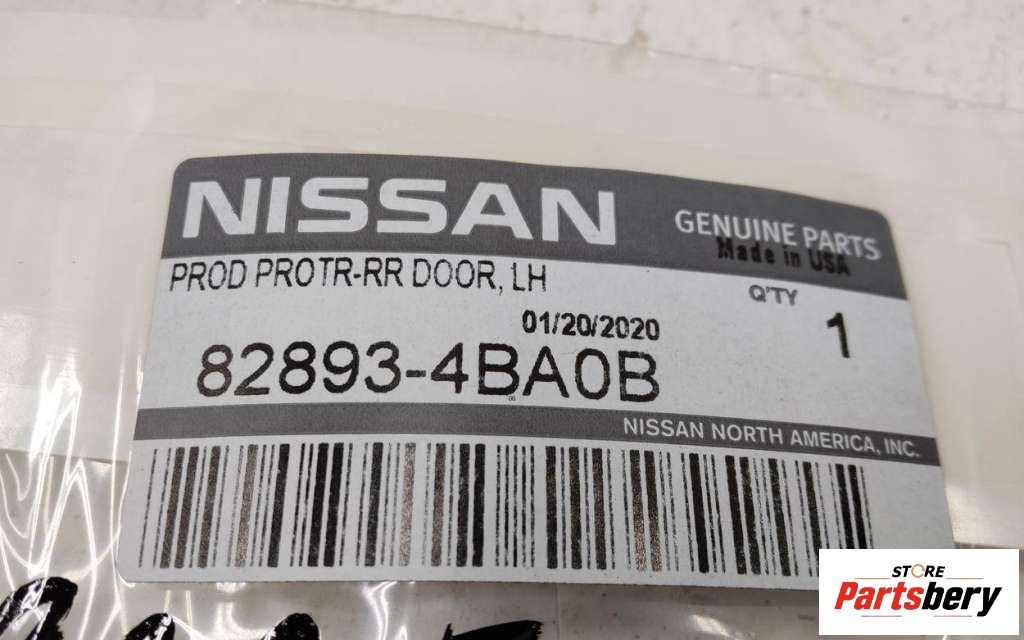 NISSAN
GENUINE PARTS
Made in USA
PROD PROTR-RR DOOR, LH
Q'TY
1
01/20/2020
82893-4BA0B
NISSAN NORTH AMERICA, INC.
STORE
Partsbery